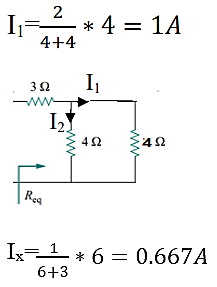 I₁=2/(4+4) * 4 = 1A
3 Ω
I₁
I₂
4 Ω
4 Ω
Req
Iₓ=1/(6+3) * 6 = 0.667A